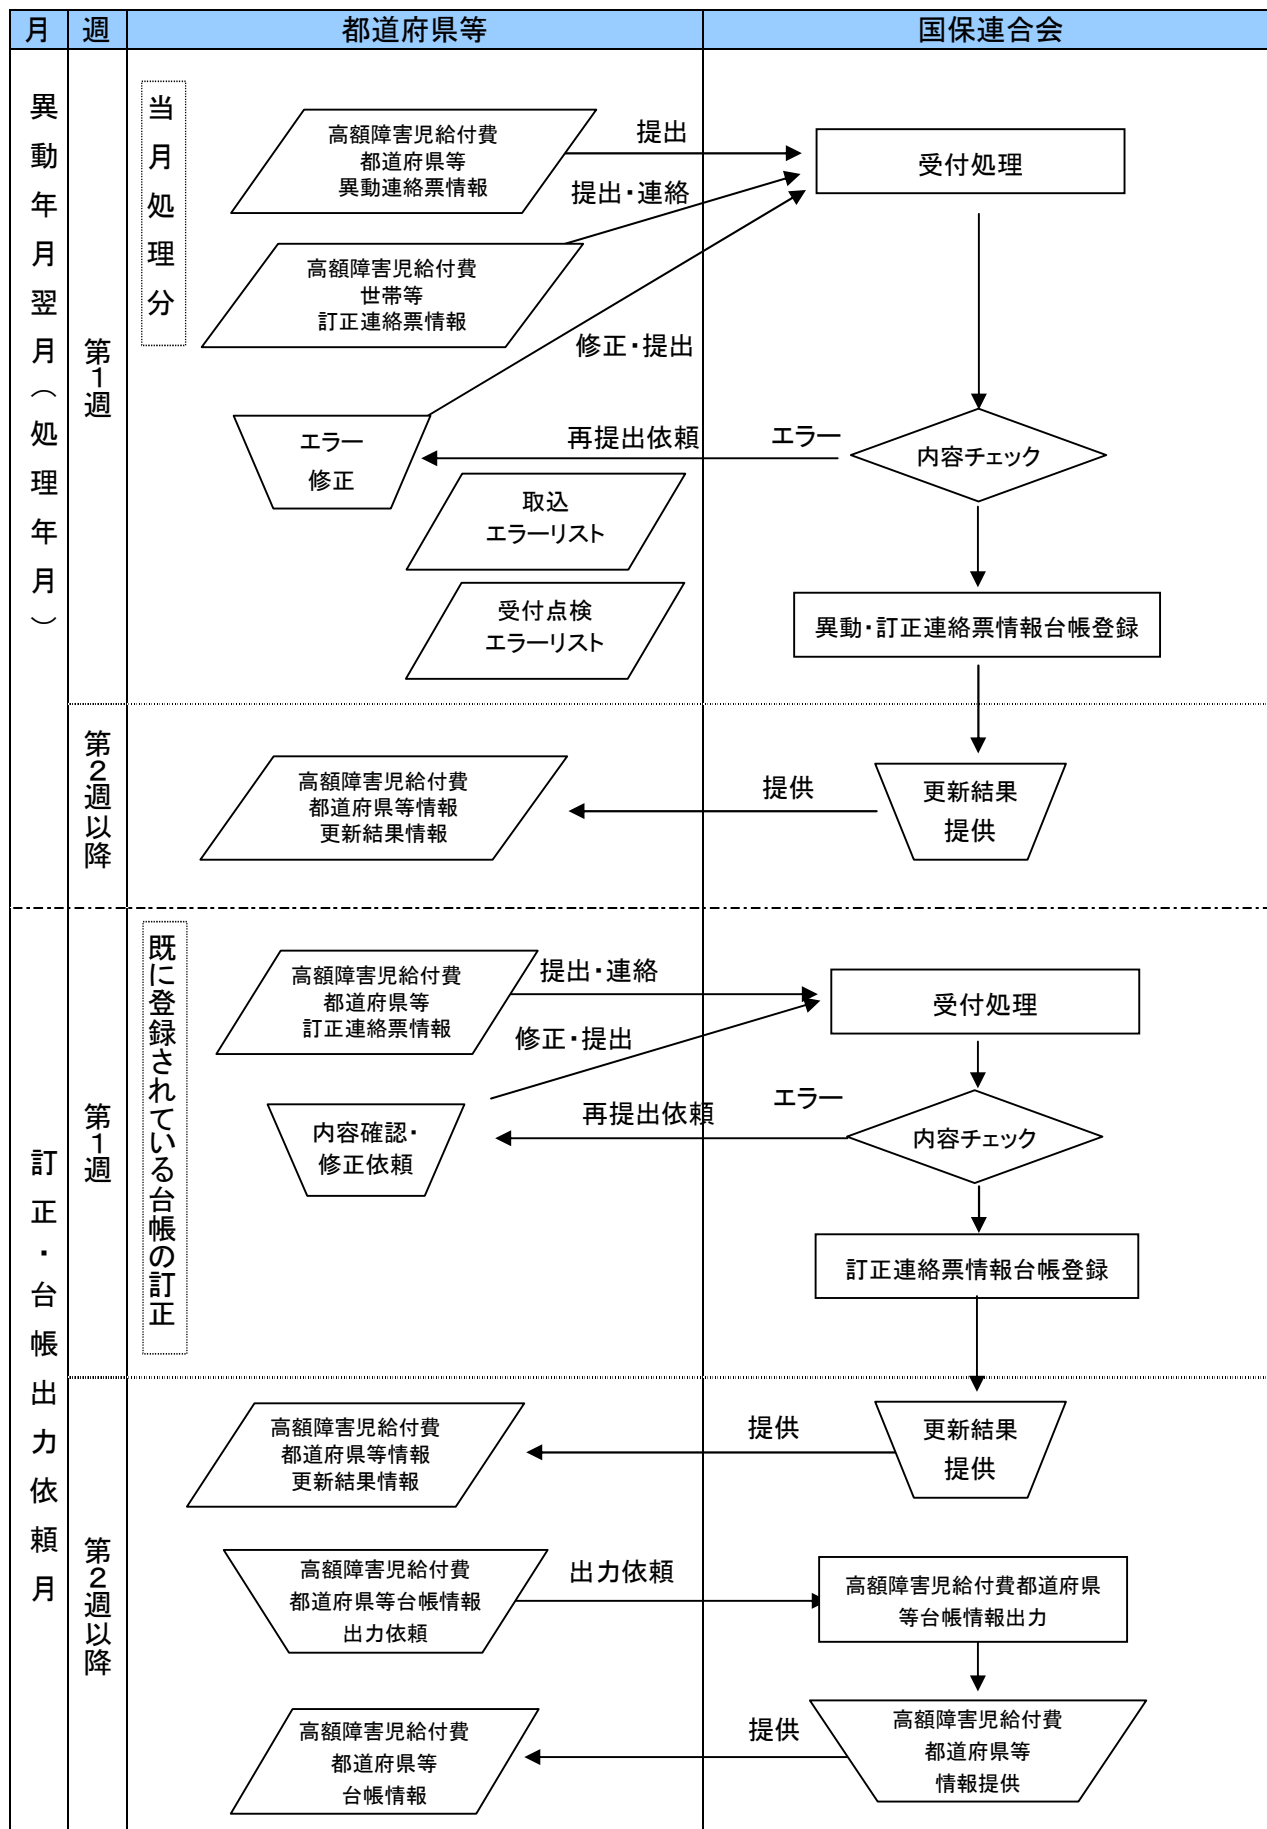 月 週 都道府県等 国保連合会
異動年月翌月（処理年月）
第1週
当月処理分
高額障害児給付費
都道府県等
異動連絡票情報
提出
受付処理
提出・連絡
高額障害児給付費
世帯等
訂正連絡票情報
修正・提出
エラー
修正
再提出依頼
エラー
内容チェック
取込
エラーリスト
受付点検
エラーリスト
異動・訂正連絡票情報台帳登録
第2週以降
高額障害児給付費
都道府県等情報
更新結果情報
提供
更新結果
提供
訂正・台帳出力依頼月
第1週
既に登録されている台帳の訂正
高額障害児給付費
都道府県等
訂正連絡票情報
提出・連絡
受付処理
修正・提出
内容確認・
修正依頼
再提出依頼
エラー
内容チェック
訂正連絡票情報台帳登録
第2週以降
高額障害児給付費
都道府県等情報
更新結果情報
提供
更新結果
提供
高額障害児給付費
都道府県等台帳情報
出力依頼
出力依頼
高額障害児給付費都道府県
等台帳情報出力
高額障害児給付費
都道府県等
台帳情報
提供
高額障害児給付費
都道府県等
情報提供